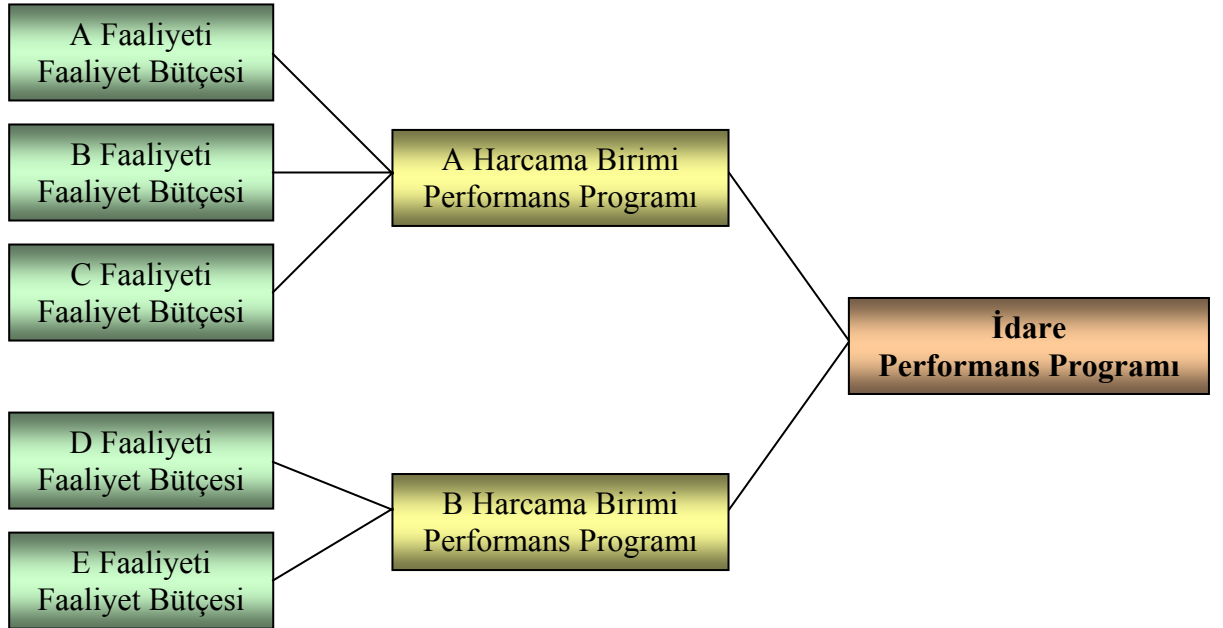 A Faaliyeti
Faaliyet Bütçesi
B Faaliyeti
Faaliyet Bütçesi
C Faaliyeti
Faaliyet Bütçesi
D Faaliyeti
Faaliyet Bütçesi
E Faaliyeti
Faaliyet Bütçesi
A Harcama Birimi
Performans Programı
B Harcama Birimi
Performans Programı
İdare
Performans Programı